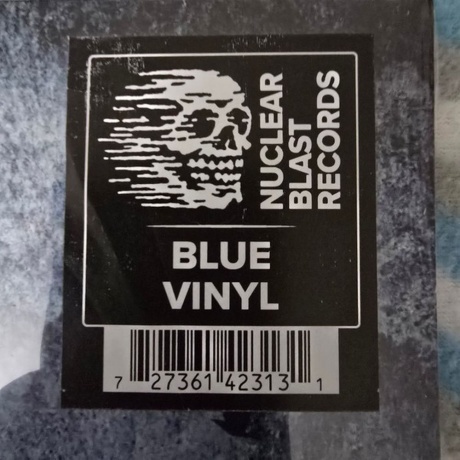 NUCLEAR
BLAST
RECORDS
BLUE
VINYL
7 27361 42313 1